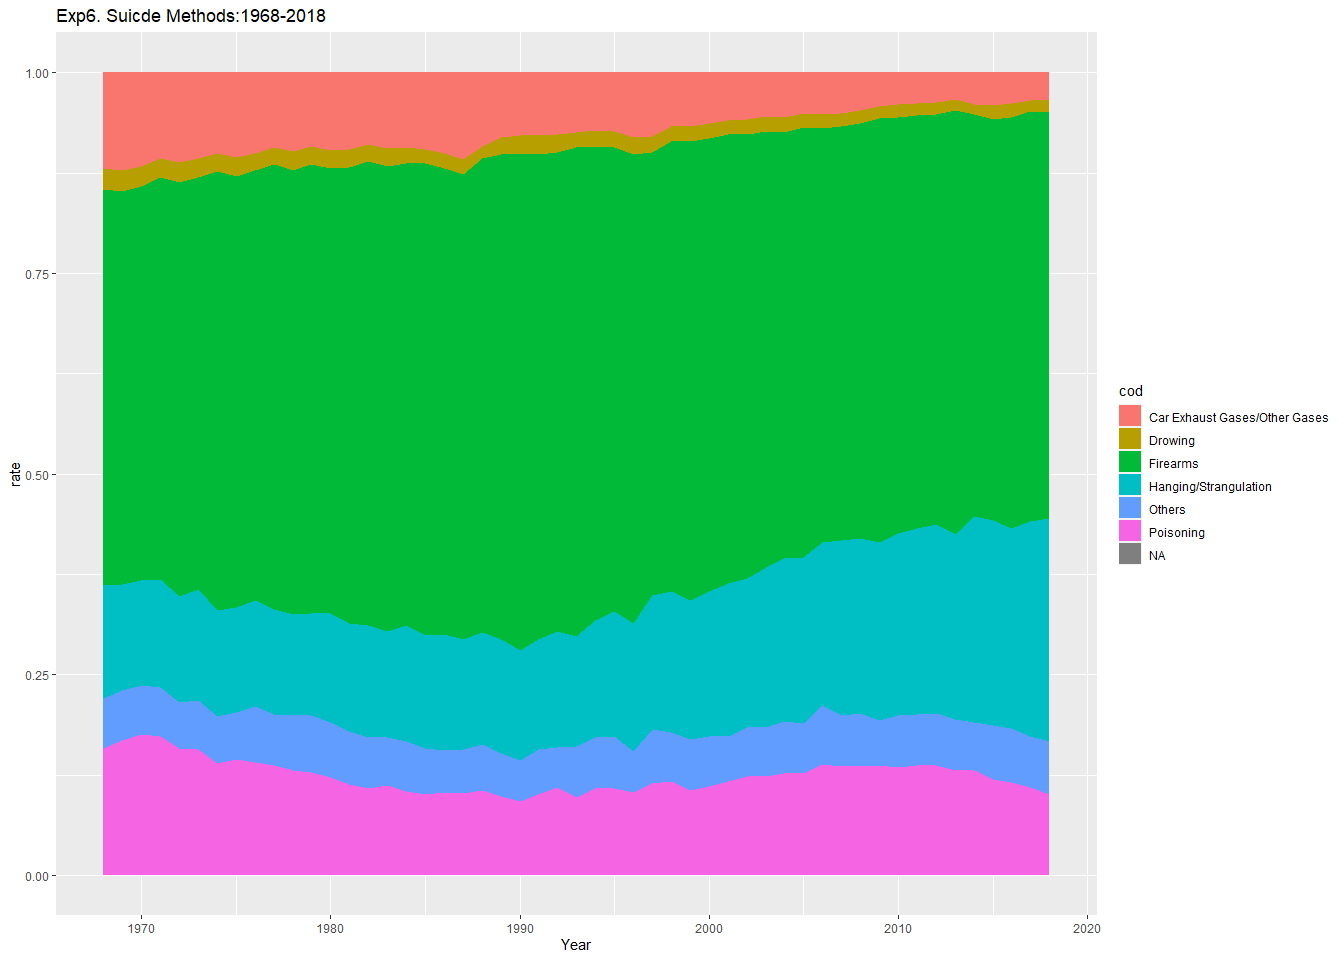 Exp6. Suicde Methods:1968-2018
1.00
0.75
0.50
0.25
0.00
rate
1970 1980 1990 2000 2010 2020
Year
cod
Car Exhaust Gases/Other Gases
Drowing
Firearms
Hanging/Strangulation
Others
Poisoning
NA